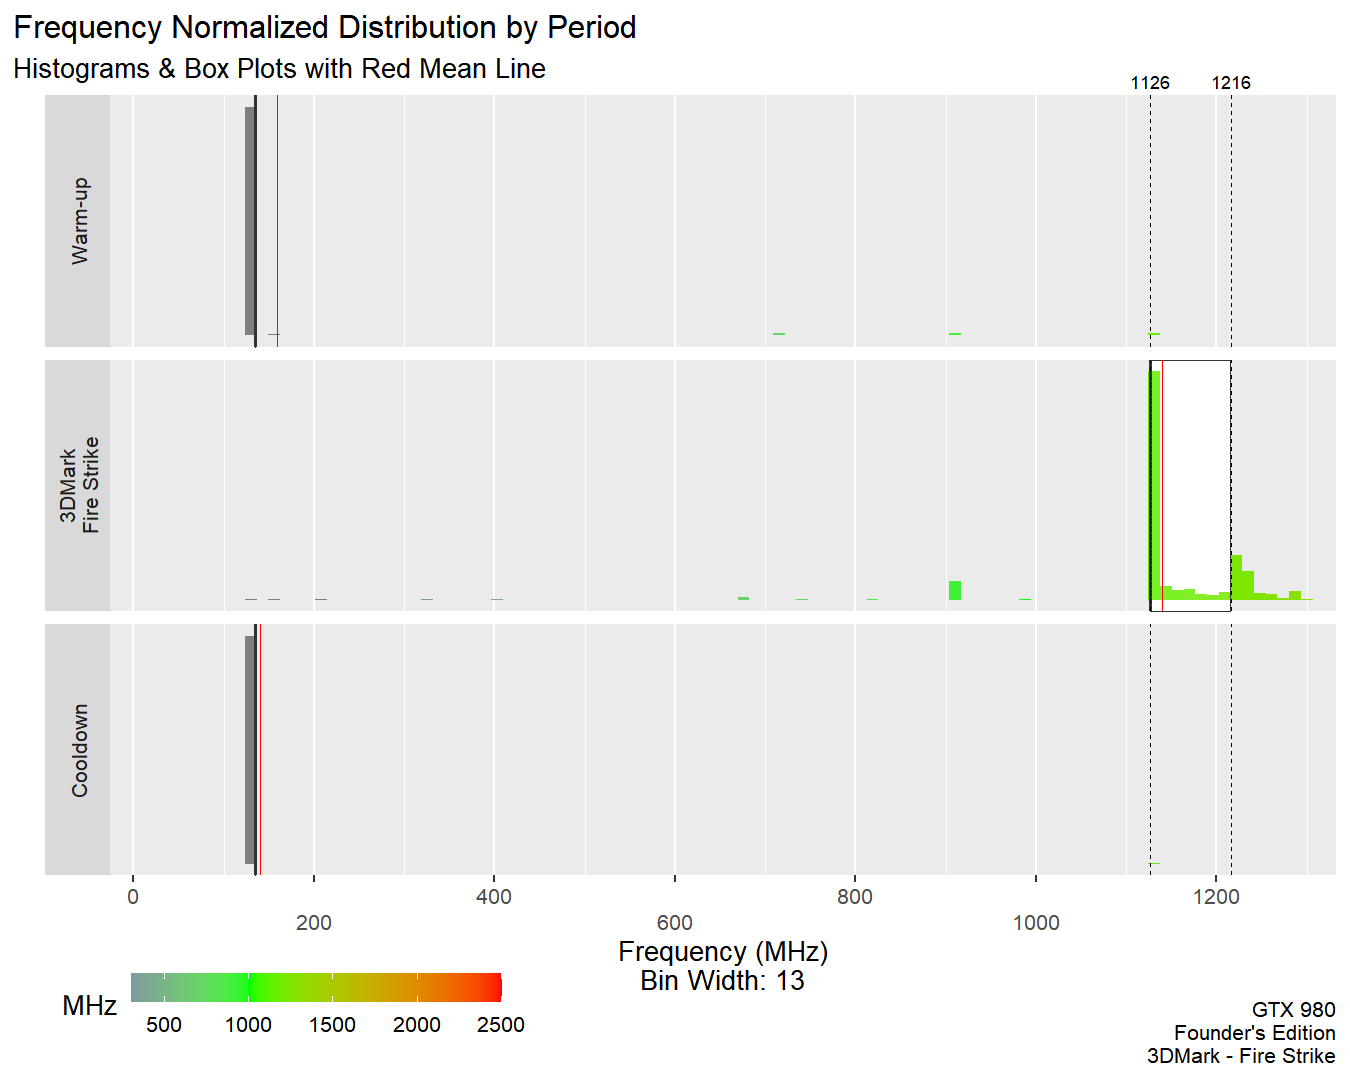 Frequency Normalized Distribution by Period
Histograms & Box Plots with Red Mean Line
1126 1216
Warm-up
3DMark
Fire Strike
Cooldown
0 400 800 1200
200 600 1000
Frequency (MHz)
Bin Width: 13
MHz
500 1000 1500 2000 2500
GTX 980
Founder's Edition
3DMark - Fire Strike